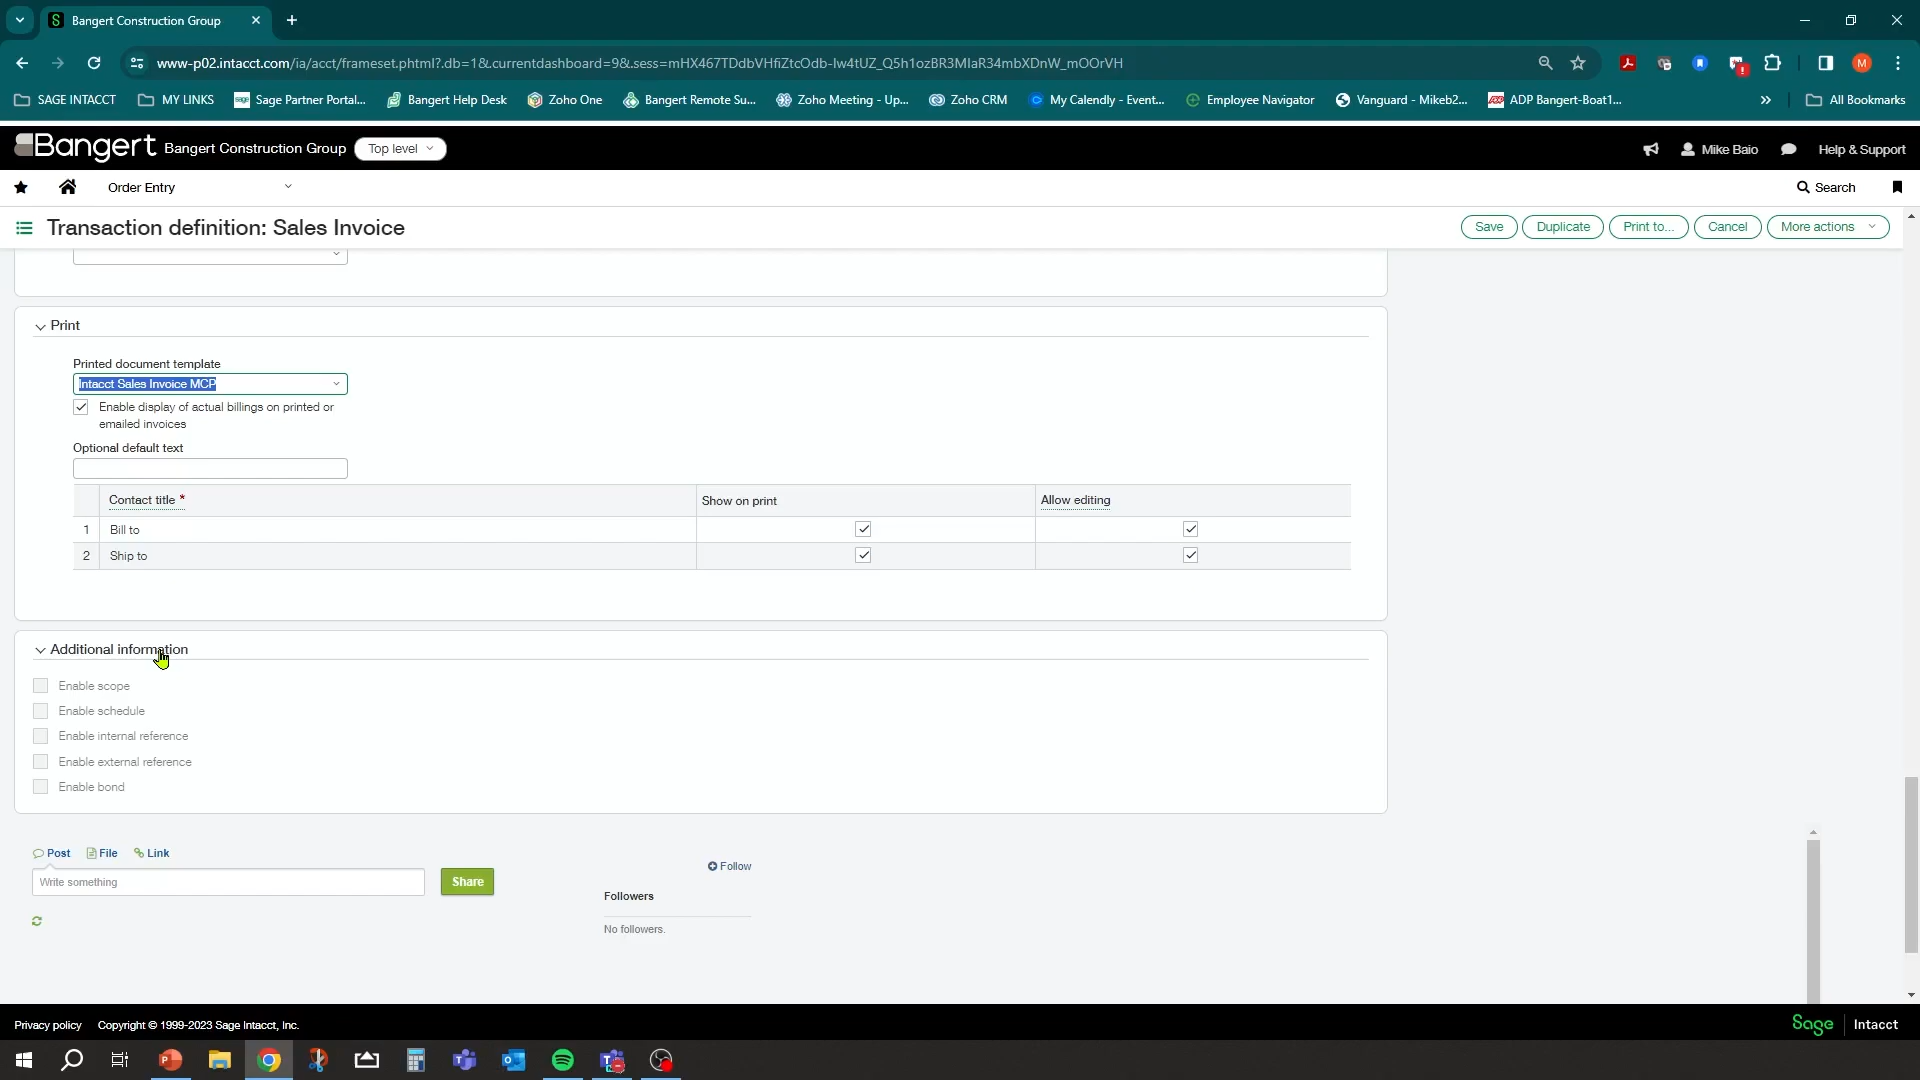 Bangert Construction Group
www-p02.intacct.com/ia/acct/frameset.phtml?.db=1&.currentdashboard=9&.sess=mHX467TDdbVHfiZtcOdb-Iw4tUZ_Q5h1ozBR3MIaR34mbXDnW_mOOrVH
M
SAGE INTACCT
MY LINKS
Sage Partner Portal...
Bangert Help Desk
Zoho One
Bangert Remote Su...
Zoho Meeting - Up...
Zoho CRM
My Calendly - Event...
Employee Navigator
Vanguard - Mikeb2...
ADP Bangert-Boat1...
»
All Bookmarks
Bangert
Bangert Construction Group
Top level
Mike Baio
Help & Support
Order Entry
Search
Transaction definition: Sales Invoice
Save
Duplicate
Print to...
Cancel
More actions
Print
Printed document template
Intacct Sales Invoice MCP
Enable display of actual billings on printed or
emailed invoices
Optional default text
Contact title *
Show on print
Allow editing
1 Bill to
2 Ship to
Additional information
Enable scope
Enable schedule
Enable internal reference
Enable external reference
Enable bond
Post
File
Link
Follow
Write something
Share
Followers
No followers.
Privacy policy
Copyright © 1999-2023 Sage Intacct, Inc.
Sage
Intacct